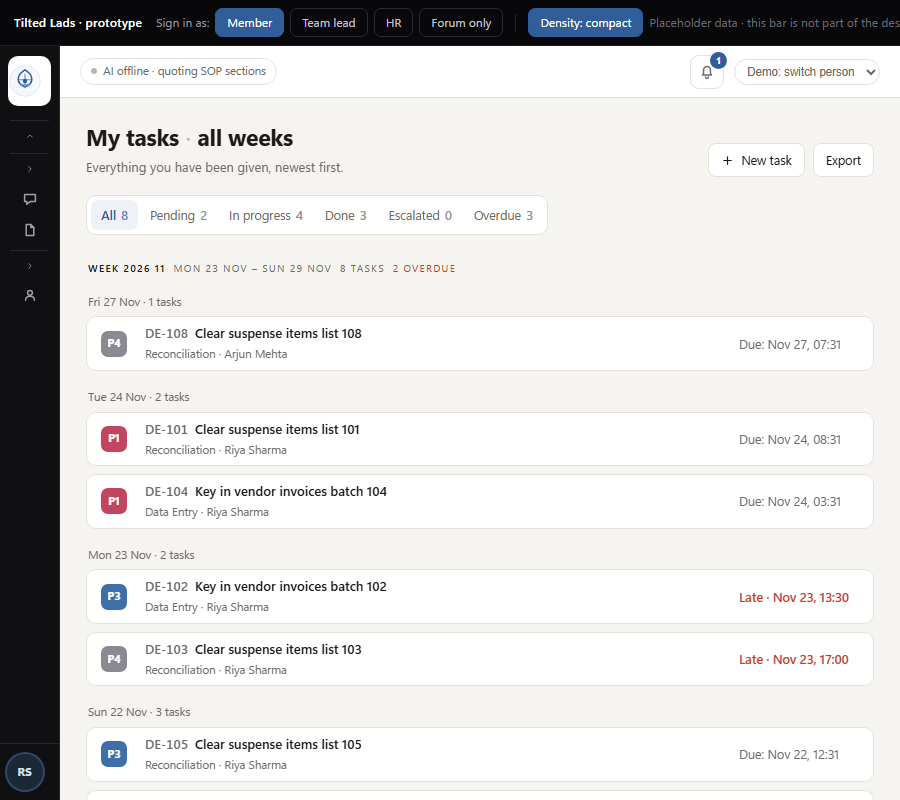 Tilted Lads · prototype Sign in as: Member Team lead HR Forum only Density: compact Placeholder data · this bar is not part of the des
AI offline · quoting SOP sections 1 Demo: switch person
My tasks · all weeks
Everything you have been given, newest first.
+ New task Export
All 8 Pending 2 In progress 4 Done 3 Escalated 0 Overdue 3
WEEK 2026 11 MON 23 NOV – SUN 29 NOV 8 TASKS 2 OVERDUE
Fri 27 Nov · 1 tasks
P4 DE-108 Clear suspense items list 108
Reconciliation · Arjun Mehta
Due: Nov 27, 07:31
Tue 24 Nov · 2 tasks
P1 DE-101 Clear suspense items list 101
Reconciliation · Riya Sharma
Due: Nov 24, 08:31
P1 DE-104 Key in vendor invoices batch 104
Data Entry · Riya Sharma
Due: Nov 24, 03:31
Mon 23 Nov · 2 tasks
P3 DE-102 Key in vendor invoices batch 102
Data Entry · Riya Sharma
Late · Nov 23, 13:30
P4 DE-103 Clear suspense items list 103
Reconciliation · Riya Sharma
Late · Nov 23, 17:00
Sun 22 Nov · 3 tasks
P3 DE-105 Clear suspense items list 105
Reconciliation · Riya Sharma
Due: Nov 22, 12:31
RS